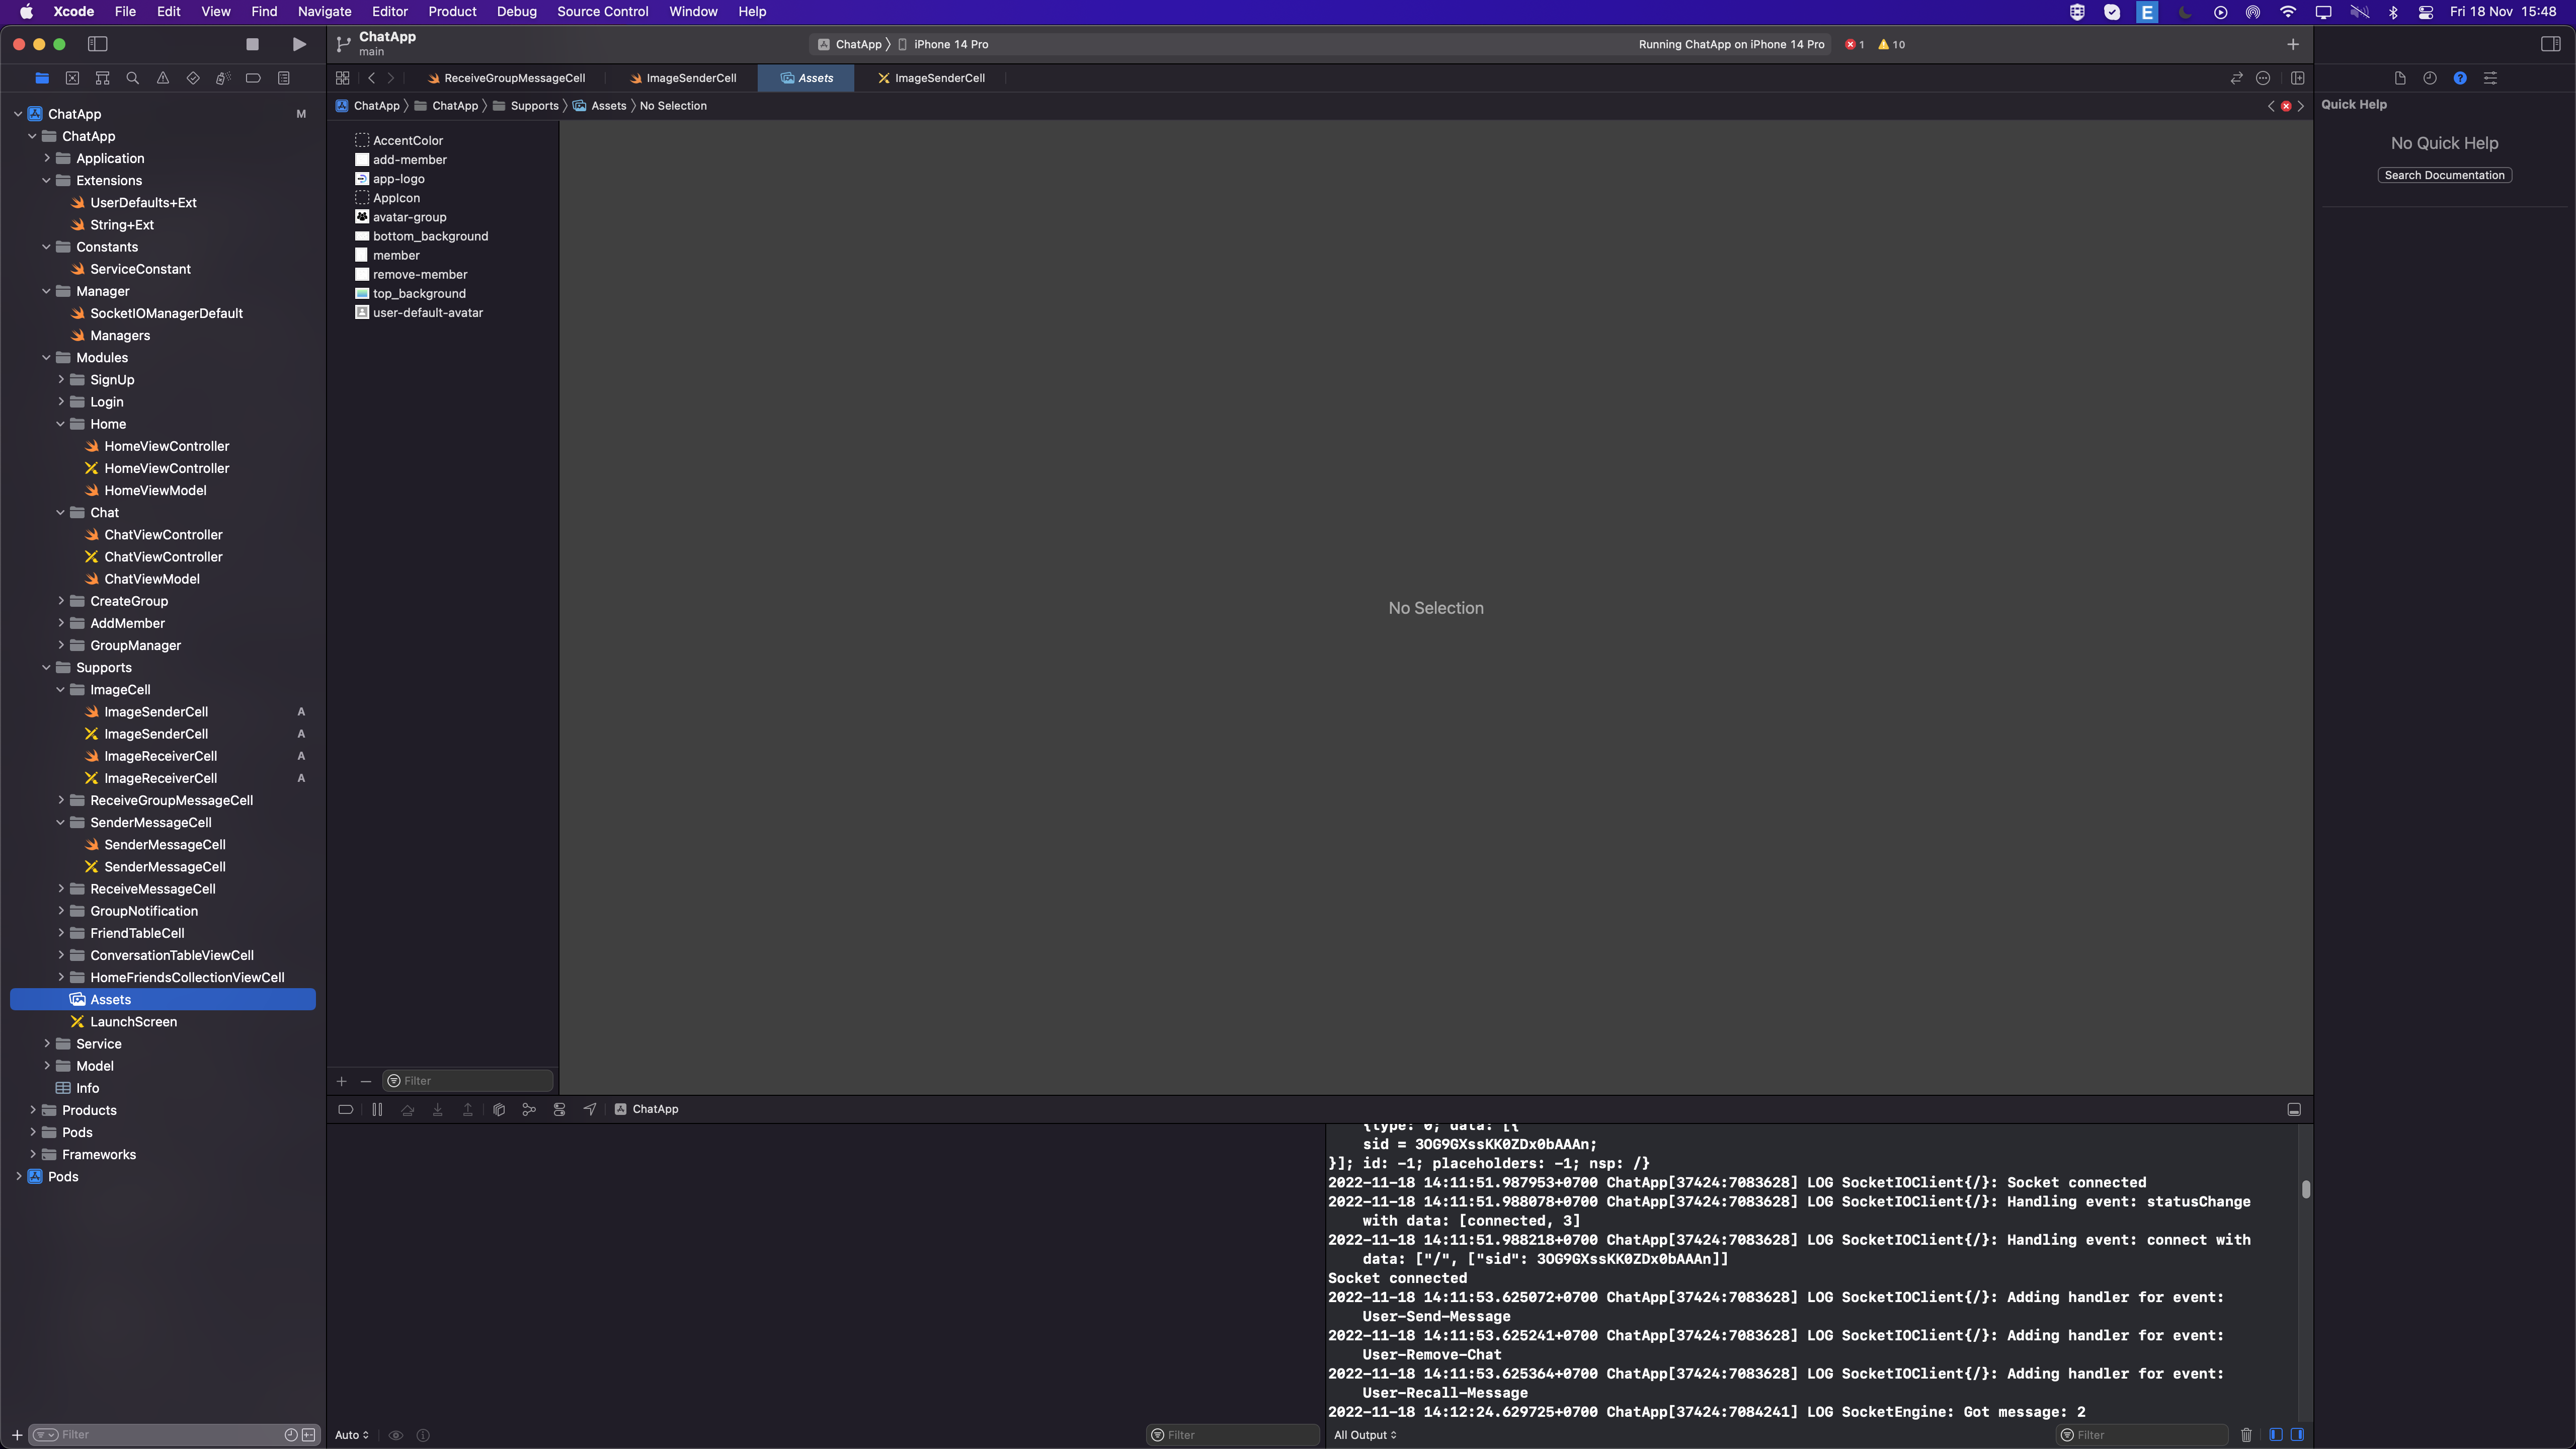 Xcode File Edit View Find Navigate Editor Product Debug Source Control Window Help
E
Fri 18 Nov 15:48
ChatApp
main
ChatApp
iPhone 14 Pro
Running ChatApp on iPhone 14 Pro
1
10
ReceiveGroupMessageCell
ImageSenderCell
Assets
ImageSenderCell
ChatApp
ChatApp
Supports
Assets
No Selection
ChatApp
M
ChatApp
Application
Extensions
UserDefaults+Ext
String+Ext
Constants
ServiceConstant
Manager
SocketIOManagerDefault
Managers
Modules
SignUp
Login
Home
HomeViewController
HomeViewController
HomeViewModel
Chat
ChatViewController
ChatViewController
ChatViewModel
CreateGroup
AddMember
GroupManager
Supports
ImageCell
ImageSenderCell A
ImageSenderCell A
ImageReceiverCell A
ImageReceiverCell A
ReceiveGroupMessageCell
SenderMessageCell
SenderMessageCell
SenderMessageCell
ReceiveMessageCell
GroupNotification
FriendTableCell
ConversationTableViewCell
HomeFriendsCollectionViewCell
Assets
LaunchScreen
Service
Model
Info
Products
Pods
Frameworks
Pods
Filter
AccentColor
add-member
app-logo
AppIcon
avatar-group
bottom_background
member
remove-member
top_background
user-default-avatar
Filter
No Selection
Quick Help
No Quick Help
Search Documentation
ChatApp
Auto
Filter
{type: 0; data: [{
sid = 3OG9GXssKK0ZDx0bAAAn;
}]; id: -1; placeholders: -1; nsp: /}
2022-11-18 14:11:51.987953+0700 ChatApp[37424:7083628] LOG SocketIOClient{/}: Socket connected
2022-11-18 14:11:51.988078+0700 ChatApp[37424:7083628] LOG SocketIOClient{/}: Handling event: statusChange
with data: [connected, 3]
2022-11-18 14:11:51.988218+0700 ChatApp[37424:7083628] LOG SocketIOClient{/}: Handling event: connect with
data: ["/", ["sid": 3OG9GXssKK0ZDx0bAAAn]]
Socket connected
2022-11-18 14:11:53.625072+0700 ChatApp[37424:7083628] LOG SocketIOClient{/}: Adding handler for event:
User-Send-Message
2022-11-18 14:11:53.625241+0700 ChatApp[37424:7083628] LOG SocketIOClient{/}: Adding handler for event:
User-Remove-Chat
2022-11-18 14:11:53.625364+0700 ChatApp[37424:7083628] LOG SocketIOClient{/}: Adding handler for event:
User-Recall-Message
2022-11-18 14:12:24.629725+0700 ChatApp[37424:7084241] LOG SocketEngine: Got message: 2
All Output
Filter